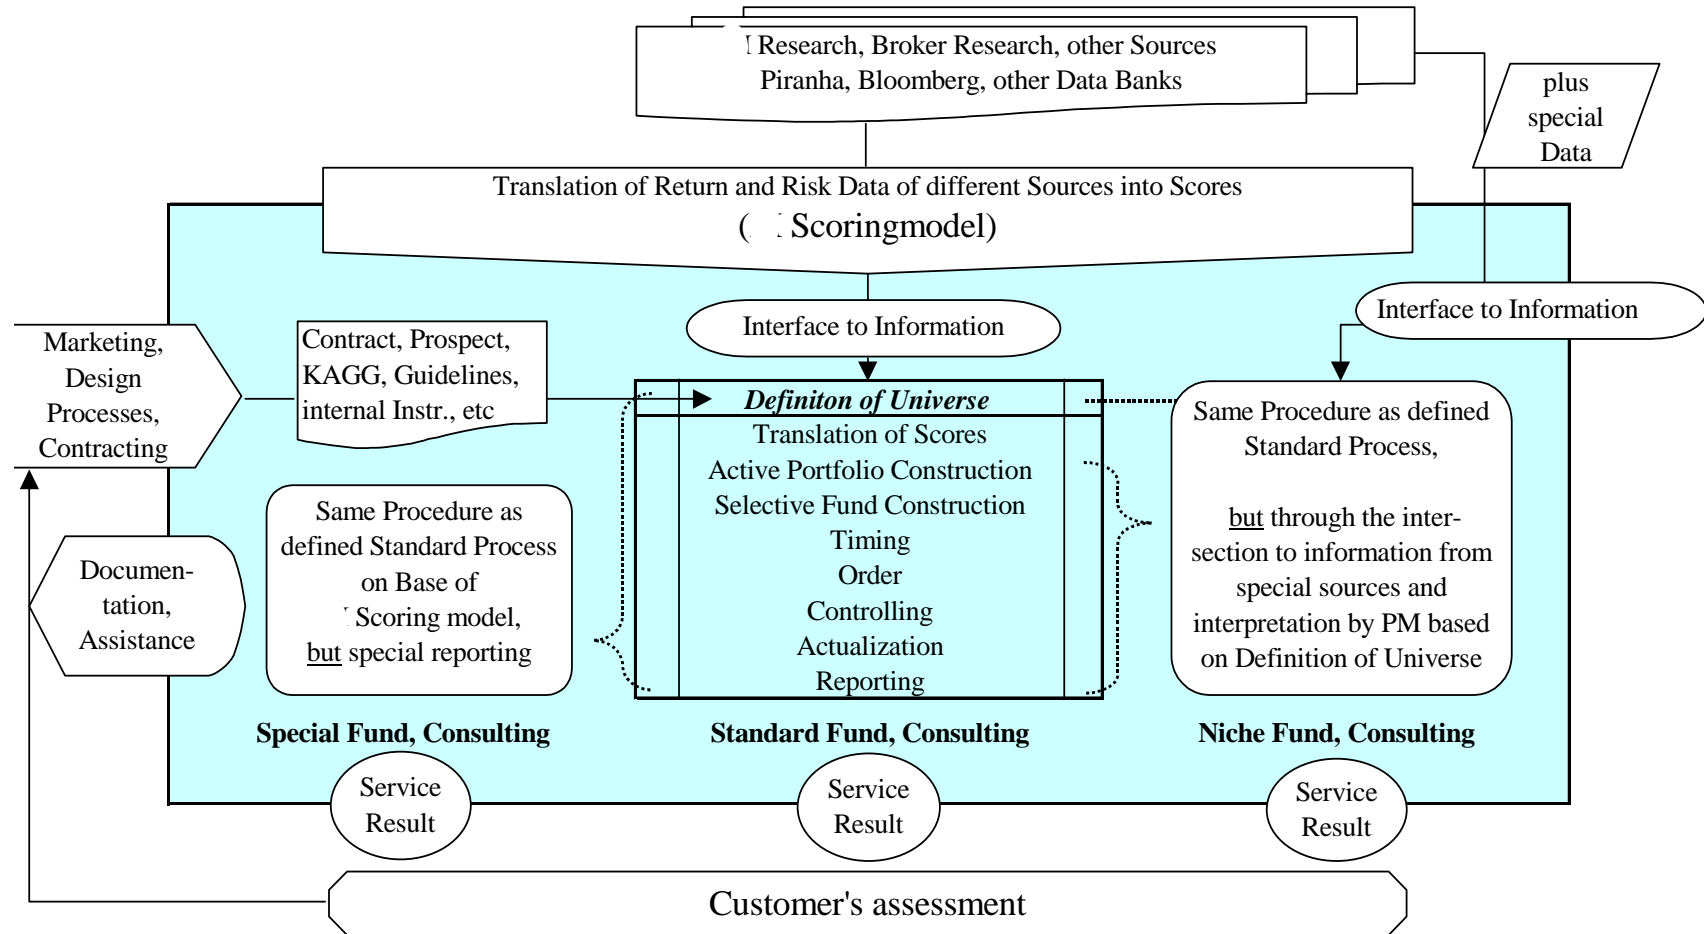 Research, Broker Research, other Sources
Piranha, Bloomberg, other Data Banks
plus
special
Data
Translation of Return and Risk Data of different Sources into Scores
( Scoringmodel)
Interface to Information
Interface to Information
Marketing,
Design
Processes,
Contracting
Contract, Prospect,
KAGG, Guidelines,
internal Instr., etc
Definiton of Universe
Translation of Scores
Active Portfolio Construction
Selective Fund Construction
Timing
Order
Controlling
Actualization
Reporting
Same Procedure as defined
Standard Process,
but through the inter-
section to information from
special sources and
interpretation by PM based
on Definition of Universe
Same Procedure as
defined Standard Process
on Base of
Scoring model,
but special reporting
Documen-
tation,
Assistance
Special Fund, Consulting
Standard Fund, Consulting
Niche Fund, Consulting
Service
Result
Service
Result
Service
Result
Customer's assessment